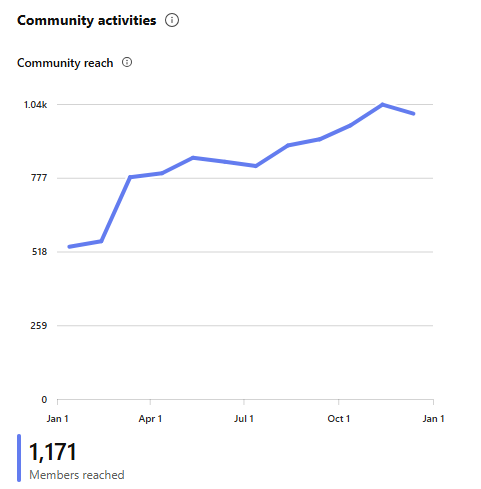 Community activities
Community reach
1.04k
777
518
259
0
Jan 1 Apr 1 Jul 1 Oct 1 Jan 1
1,171
Members reached